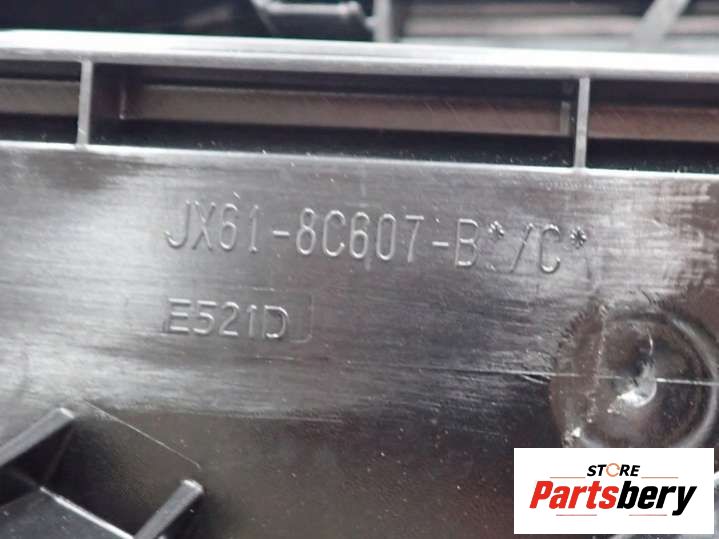 JX61-8C607-B*/C*
E521D
STORE
Partsbery